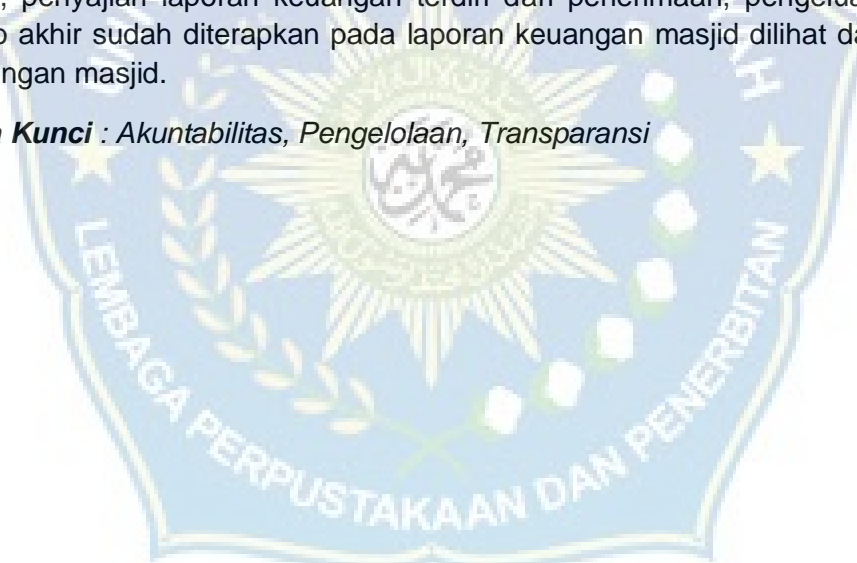 , penyajian laporan keuangan terdiri dari penerimaan,
o akhir sudah diterapkan pada laporan keuangan masjid dilihat da
ngan masjid.
Kunci : Akuntabilitas, Pengelolaan, Transparansi
LEMBAGA PERPUSTAKAAN DAN PENERBITAN